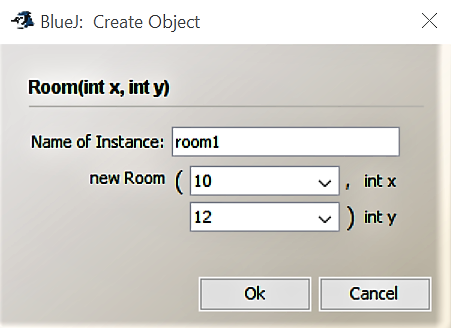 BlueJ: Create Object
Room(int x, int y)
Name of Instance: room1
new Room ( 10 , int x
12 ) int y
Ok Cancel